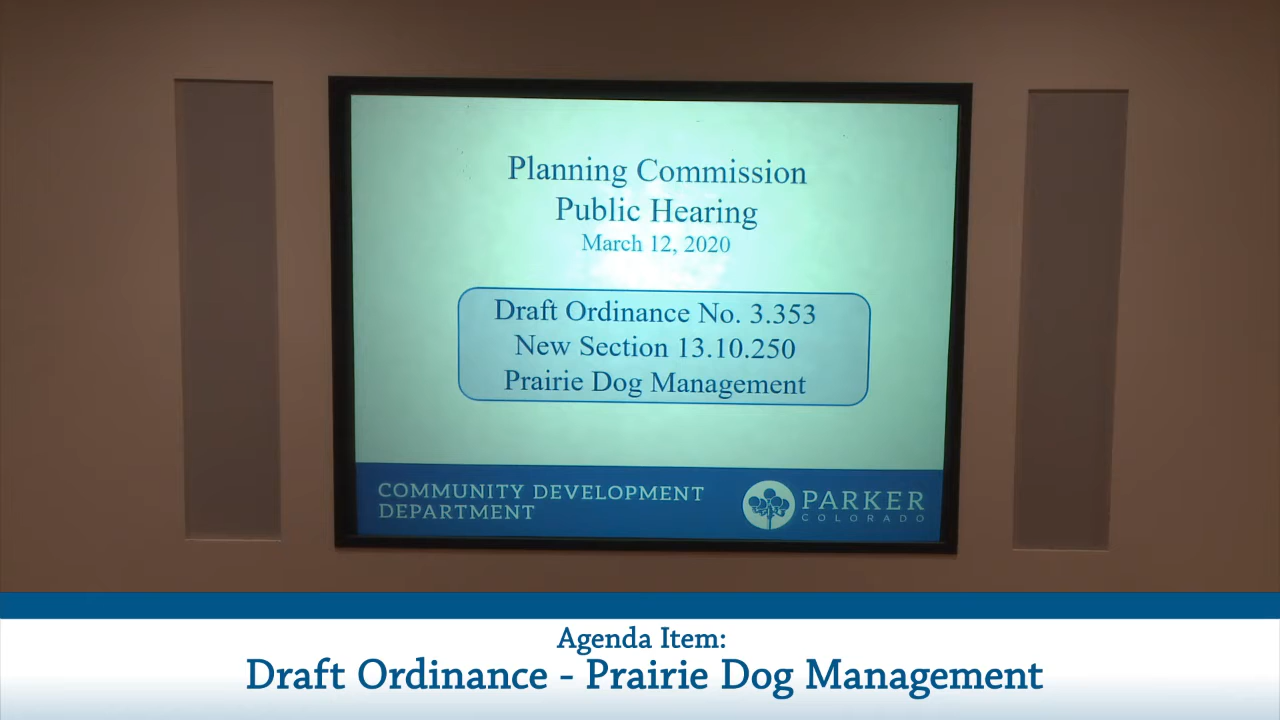 Planning Commission
Public Hearing
March 12, 2020
Draft Ordinance No. 3.353
New Section 13.10.250
Prairie Dog Management
COMMUNITY DEVELOPMENT
DEPARTMENT
PARKER
COLORADO
Agenda Item:
Draft Ordinance - Prairie Dog Management